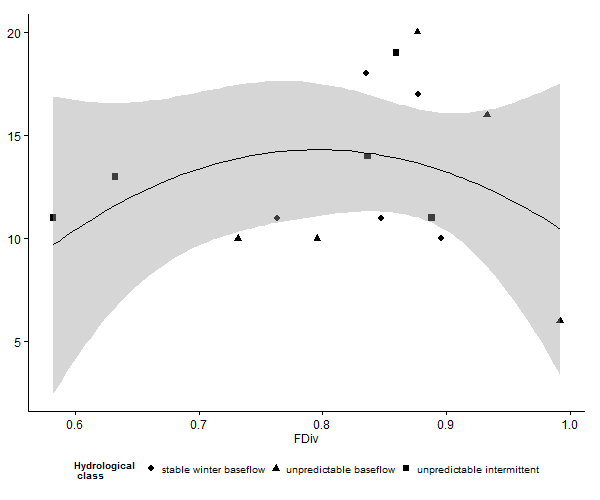 20
15
10
5
0.6 0.7 0.8 0.9 1.0
FDiv
Hydrological
class
stable winter baseflow unpredictable baseflow unpredictable intermittent